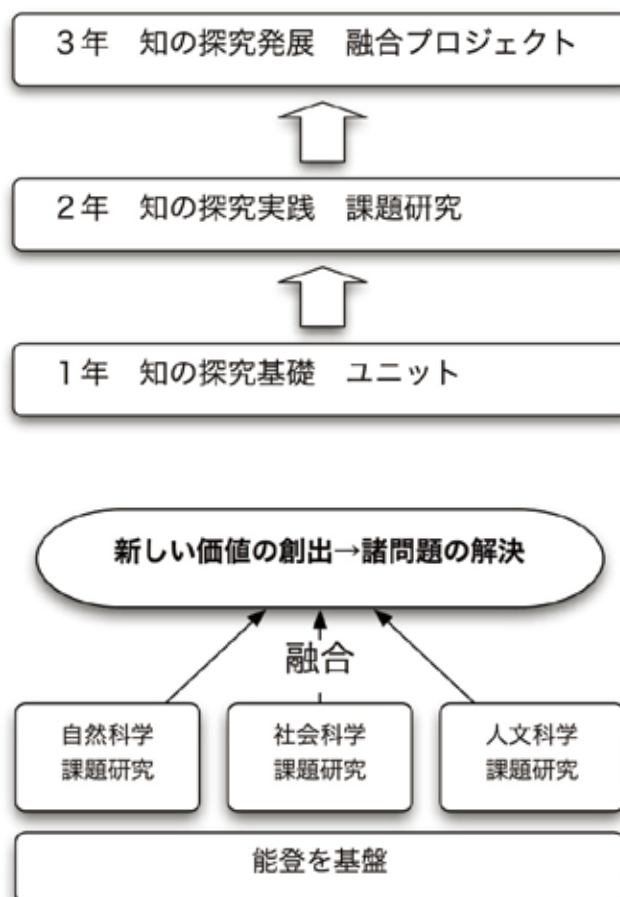 3年　知の探究発展　融合プロジェクト
2年　知の探究実践　課題研究
1年　知の探究基礎　ユニット
新しい価値の創出→諸問題の解決
融合
自然科学
課題研究
社会科学
課題研究
人文科学
課題研究
能登を基盤